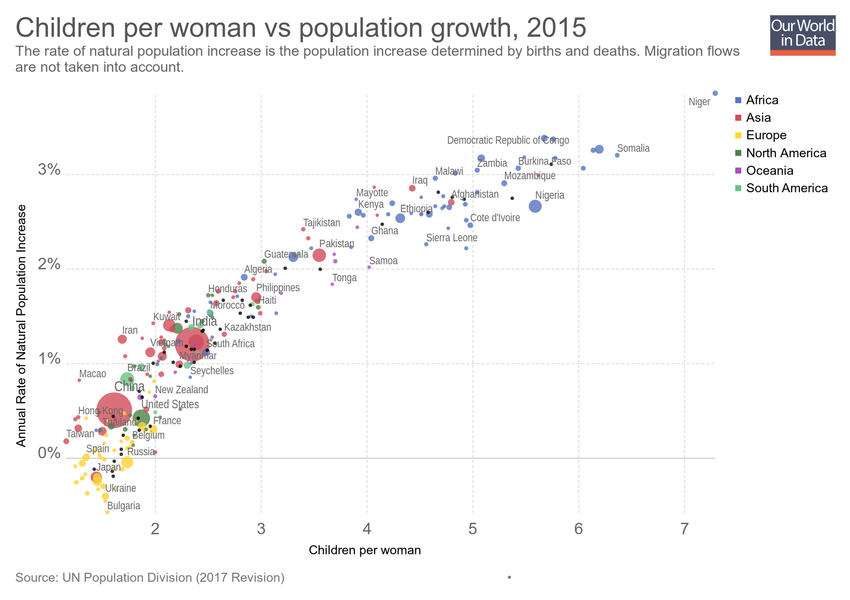 Children per woman vs population growth, 2015
Our World
in Data
The rate of natural population increase is the population increase determined by births and deaths. Migration flows
are not taken into account.
Niger
Africa
Asia
Europe
North America
Oceania
South America
Democratic Republic of Congo
Somalia
3%
Zambia
Burkina Faso
Malawi
Mozambique
Iraq
Mayotte
Afghanistan
Nigeria
Kenya
Ethiopia
Cote d'Ivoire
Tajikistan
Ghana
Sierra Leone
Pakistan
Guatemala
2%
Algeria
Samoa
Tonga
Honduras
Philippines
Morocco
Haiti
Kuwait
India
Kazakhstan
Iran
Vietnam
South Africa
Myanmar
1%
Brazil
Seychelles
Macao
China
New Zealand
Hong Kong
United States
Thailand
France
Taiwan
Belgium
Spain
Russia
0%
Japan
Ukraine
Bulgaria
Annual Rate of Natural Population Increase
2
3
4
5
6
7
Children per woman
Source: UN Population Division (2017 Revision)